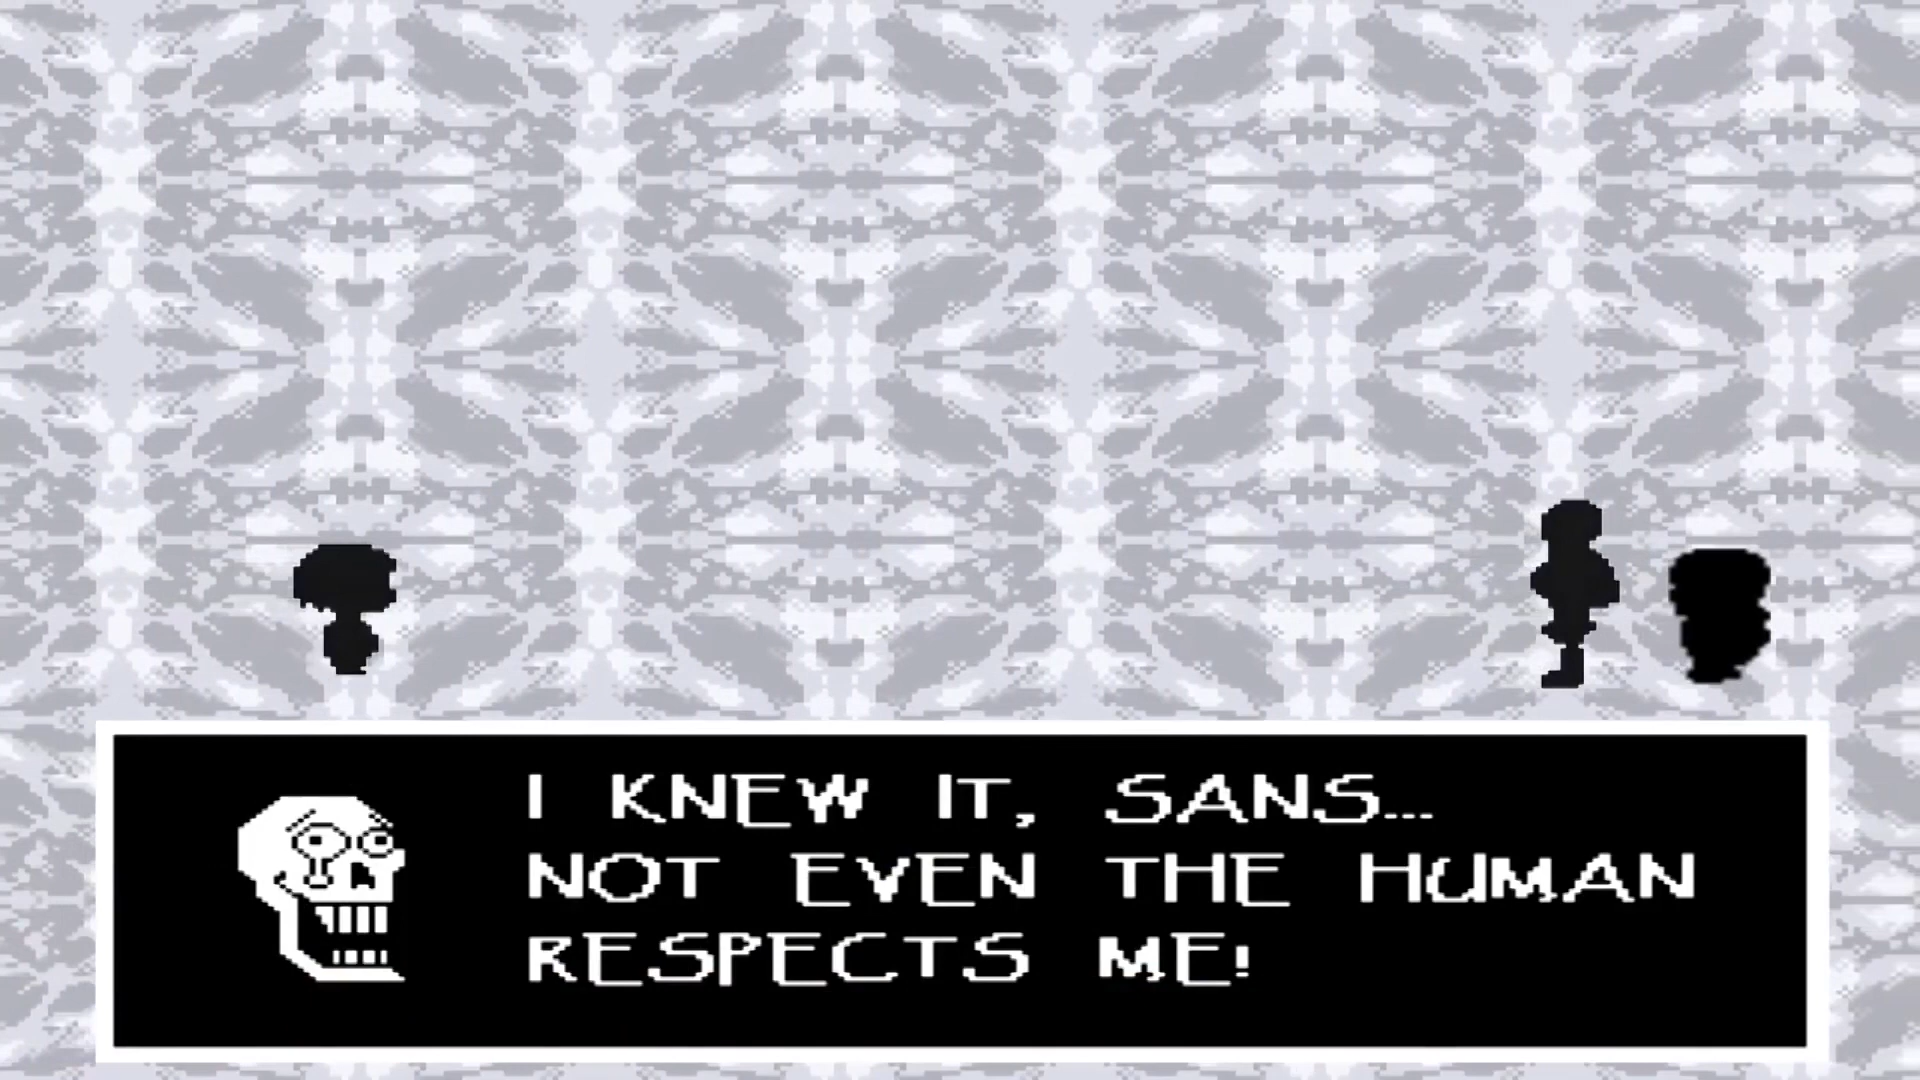 I KNEW IT, SANS...
NOT EVEN THE HUMAN
RESPECTS ME!